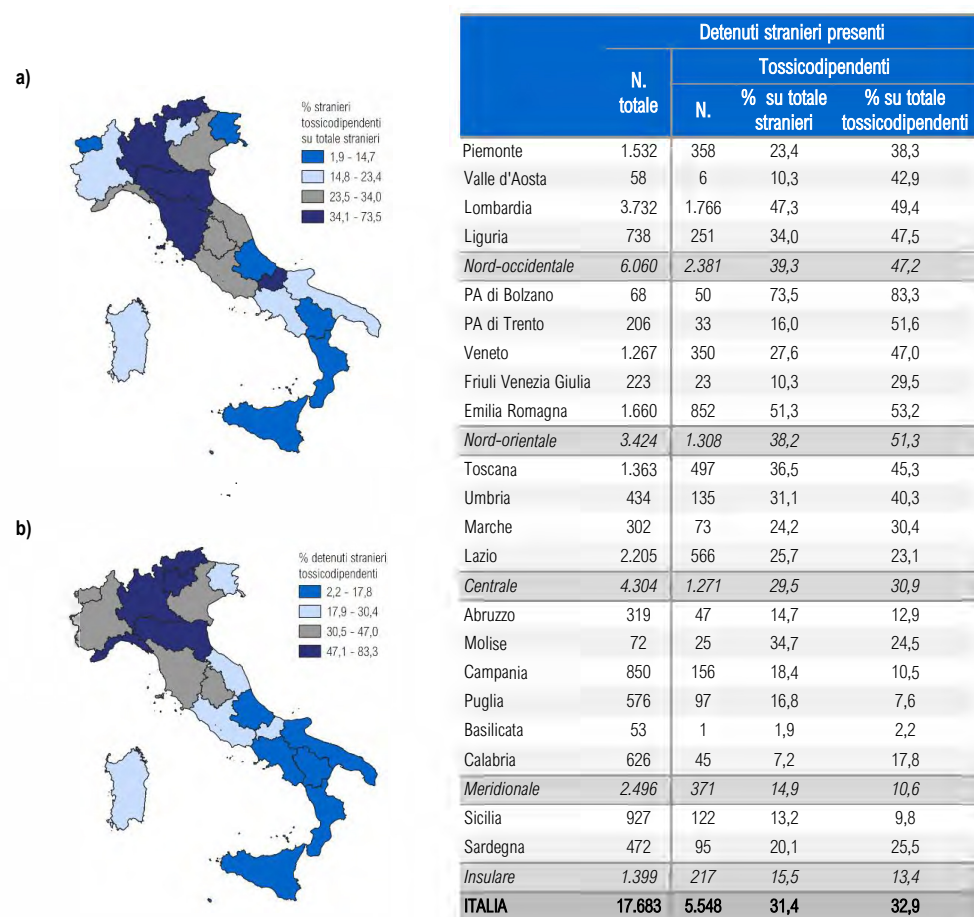 a)
% stranieri
tossicodipendenti
su totale stranieri
1,9 - 14,7
14,8 - 23,4
23,5 - 34,0
34,1 - 73,5
b)
% detenuti stranieri
tossicodipendenti
2,2 - 17,8
17,9 - 30,4
30,5 - 47,0
47,1 - 83,3
Detenuti stranieri presenti
N. totale
Tossicodipendenti
N.
% su totale stranieri
% su totale tossicodipendenti
Piemonte 1.532 358 23,4 38,3
Valle d'Aosta 58 6 10,3 42,9
Lombardia 3.732 1.766 47,3 49,4
Liguria 738 251 34,0 47,5
Nord-occidentale 6.060 2.381 39,3 47,2
PA di Bolzano 68 50 73,5 83,3
PA di Trento 206 33 16,0 51,6
Veneto 1.267 350 27,6 47,0
Friuli Venezia Giulia 223 23 10,3 29,5
Emilia Romagna 1.660 852 51,3 53,2
Nord-orientale 3.424 1.308 38,2 51,3
Toscana 1.363 497 36,5 45,3
Umbria 434 135 31,1 40,3
Marche 302 73 24,2 30,4
Lazio 2.205 566 25,7 23,1
Centrale 4.304 1.271 29,5 30,9
Abruzzo 319 47 14,7 12,9
Molise 72 25 34,7 24,5
Campania 850 156 18,4 10,5
Puglia 576 97 16,8 7,6
Basilicata 53 1 1,9 2,2
Calabria 626 45 7,2 17,8
Meridionale 2.496 371 14,9 10,6
Sicilia 927 122 13,2 9,8
Sardegna 472 95 20,1 25,5
Insulare 1.399 217 15,5 13,4
ITALIA 17.683 5.548 31,4 32,9